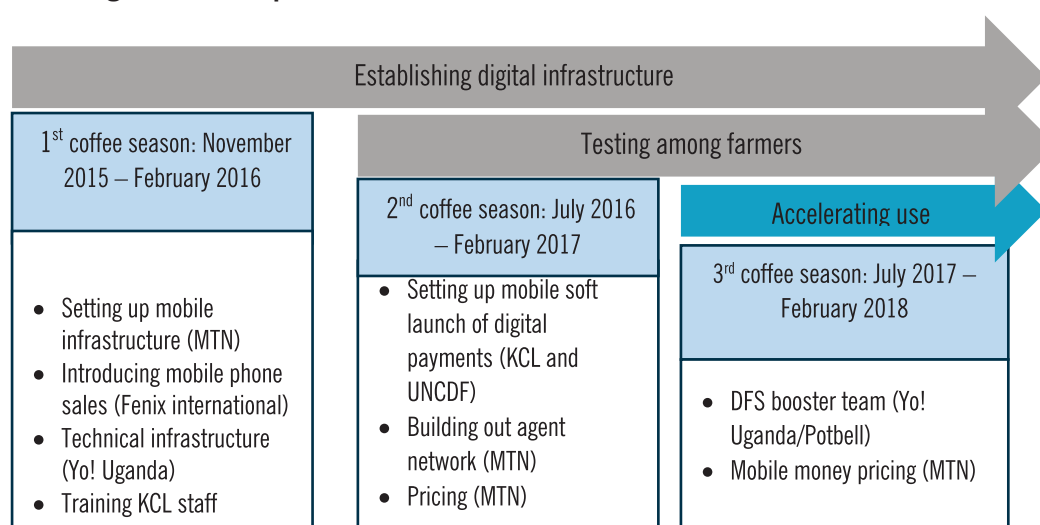 Establishing digital infrastructure
1st coffee season: November
2015 – February 2016
Testing among farmers
2nd coffee season: July 2016
– February 2017
Accelerating use
3rd coffee season: July 2017 –
February 2018
• Setting up mobile
infrastructure (MTN)
• Introducing mobile phone
sales (Fenix international)
• Technical infrastructure
(Yo! Uganda)
• Training KCL staff
• Setting up mobile soft
launch of digital
payments (KCL and
UNCDF)
• Building out agent
network (MTN)
• Pricing (MTN)
• DFS booster team (Yo!
Uganda/Potbell)
• Mobile money pricing (MTN)